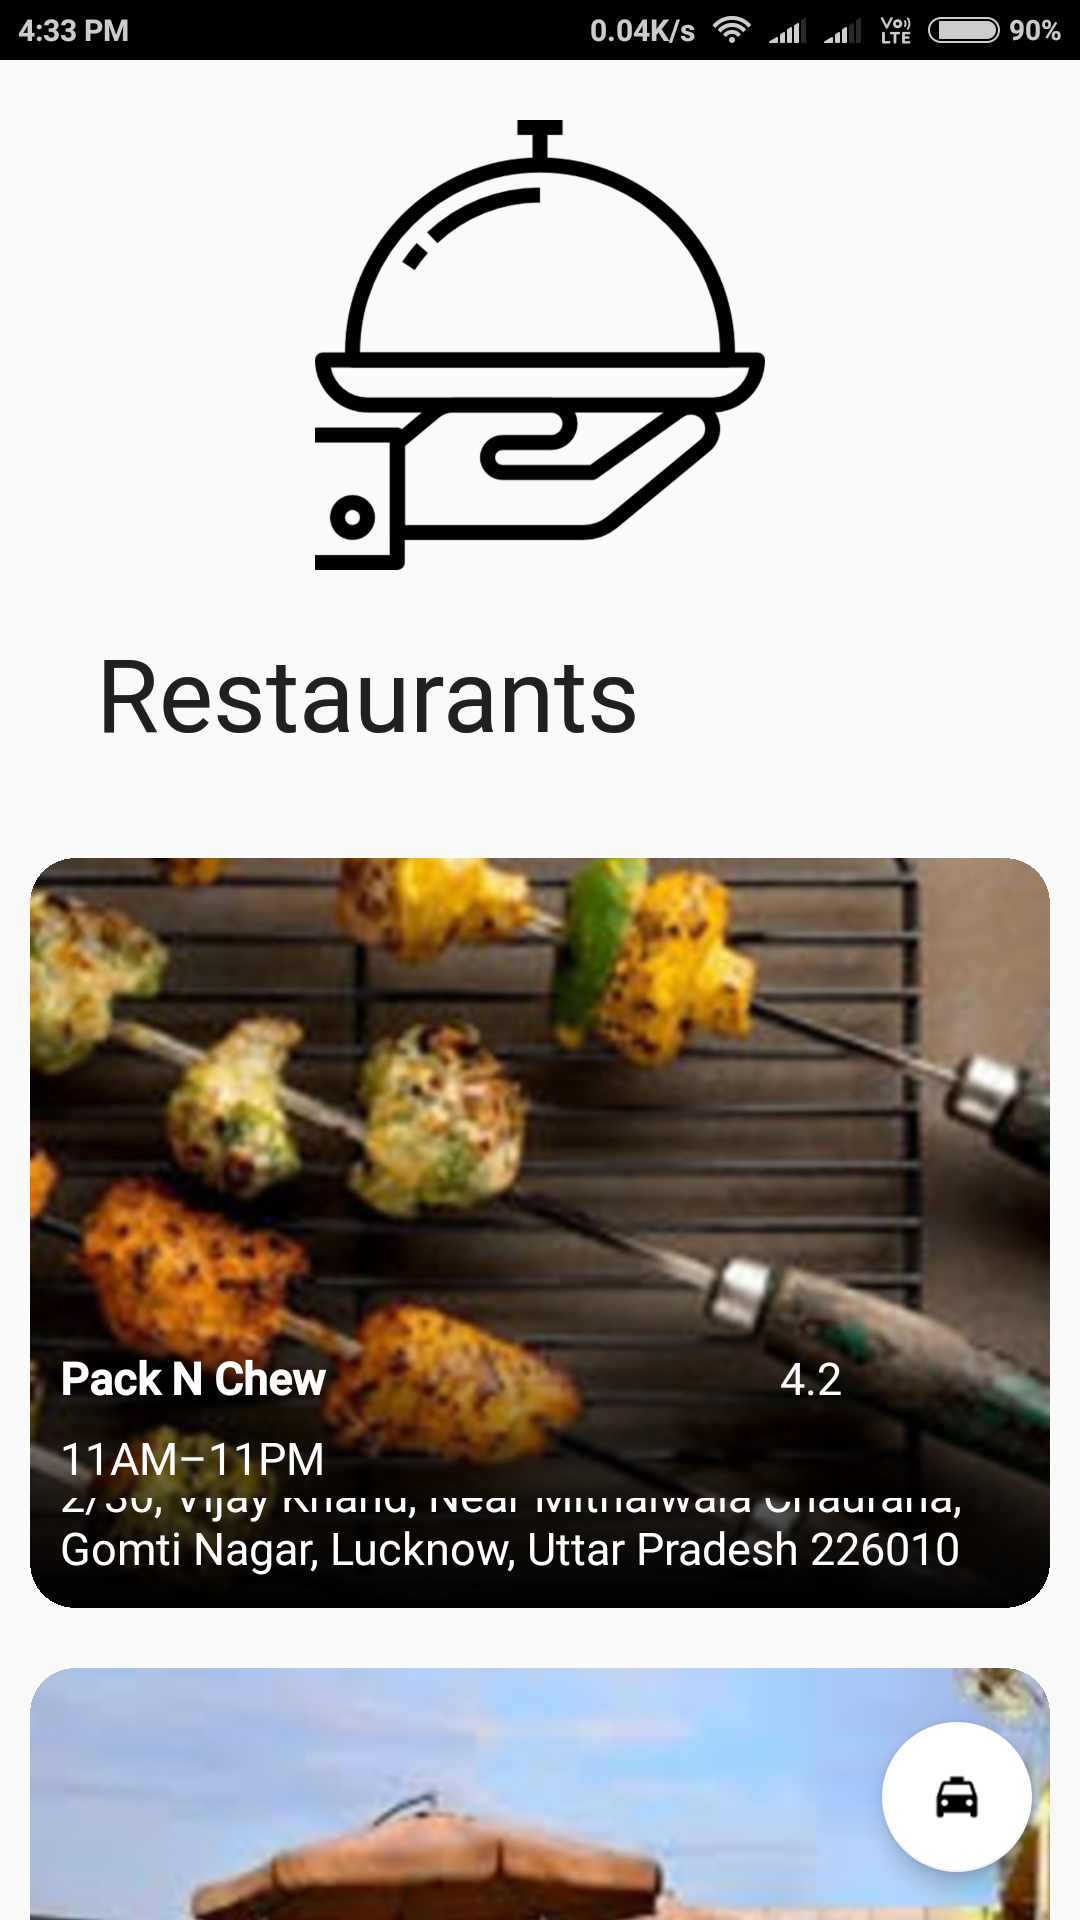 4:33 PM
0.04K/s
Vo))
LTE
90%
Restaurants
Pack N Chew
4.2
11AM–11PM
2/30, Vijay Khand, Near Mithaiwala Chauraha,
Gomti Nagar, Lucknow, Uttar Pradesh 226010